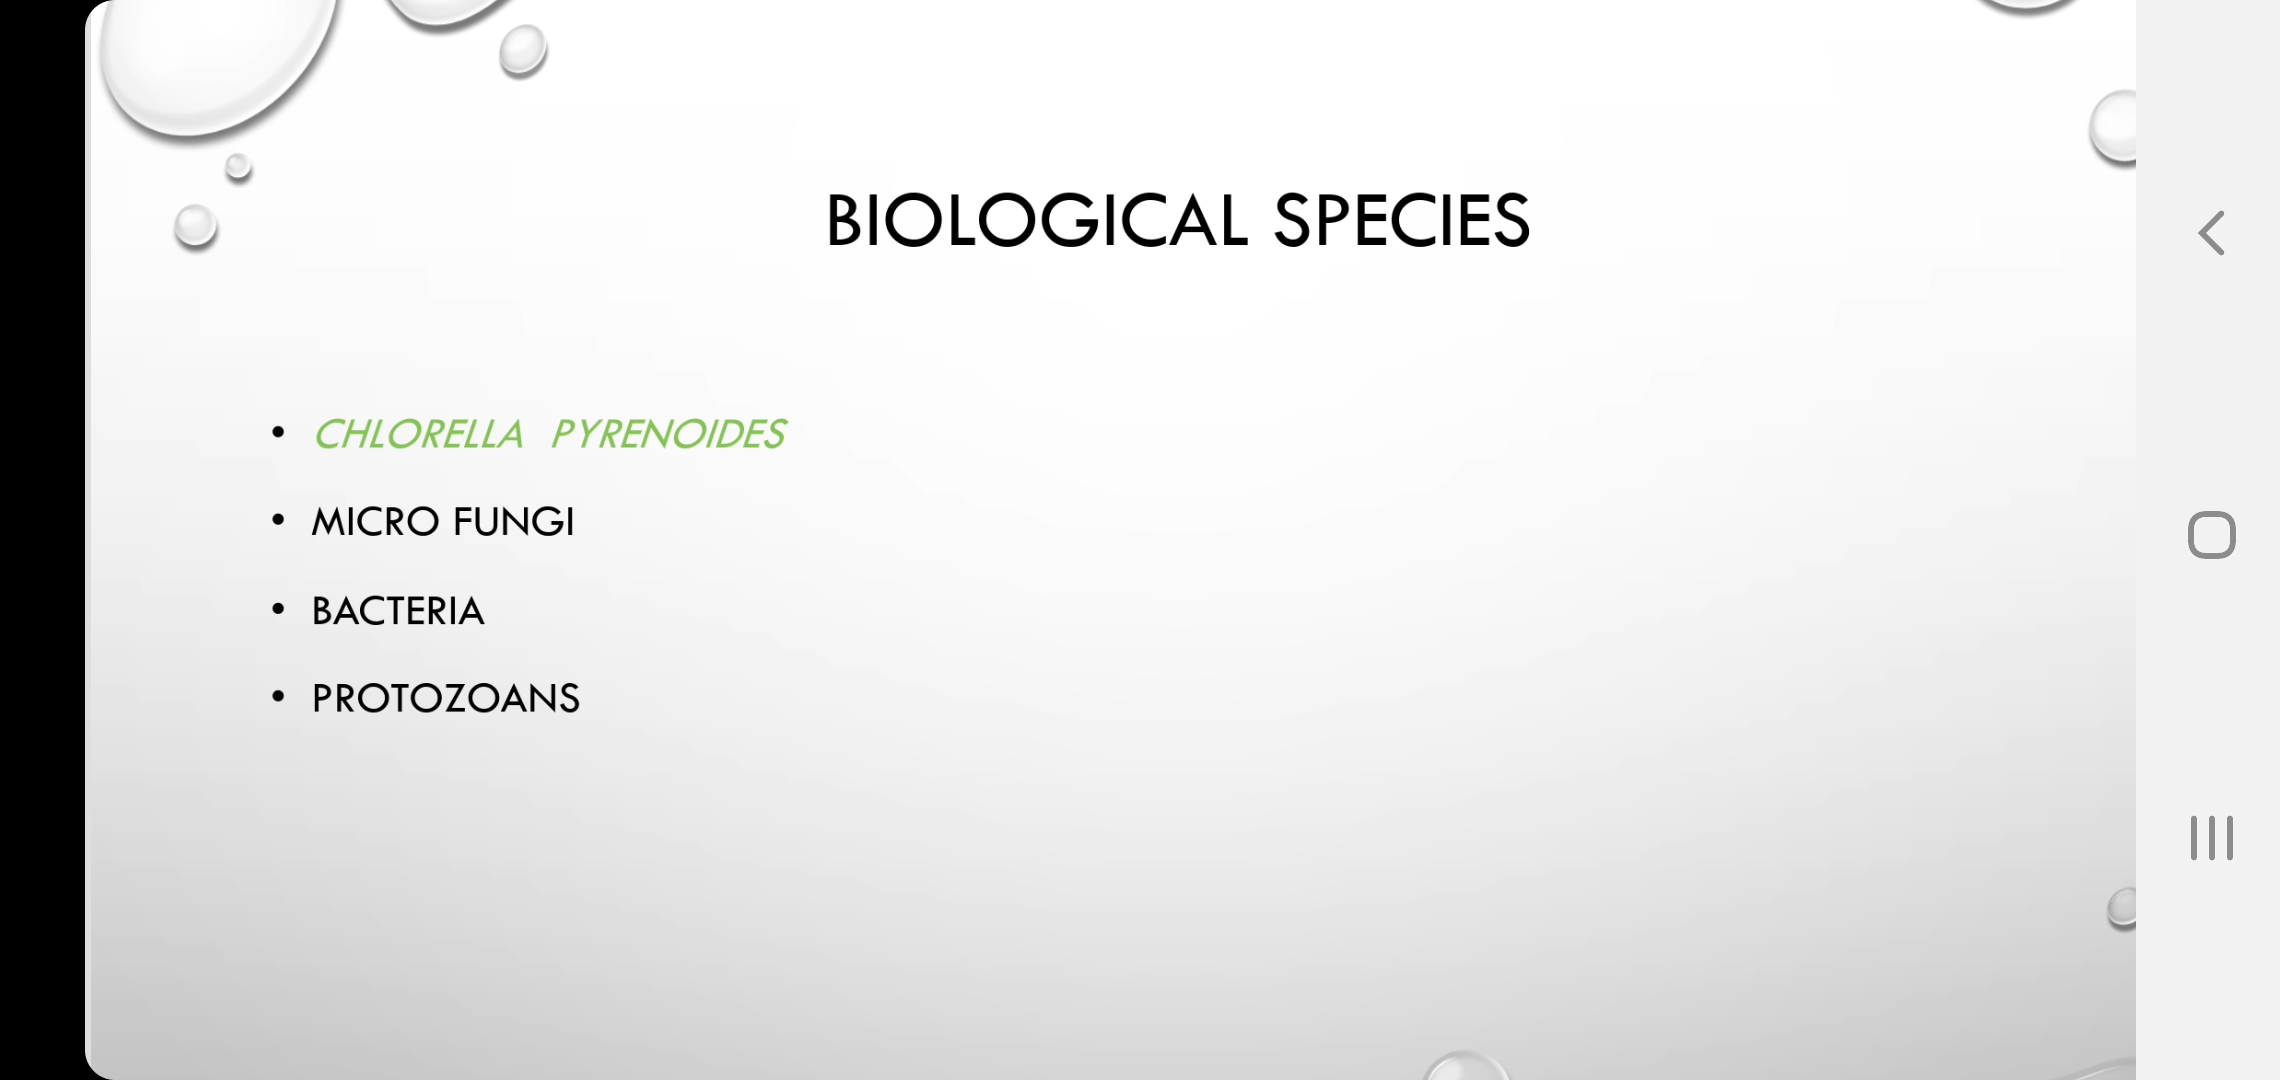 BIOLOGICAL SPECIES
• CHLORELLA PYRENOIDES
• MICRO FUNGI
• BACTERIA
• PROTOZOANS